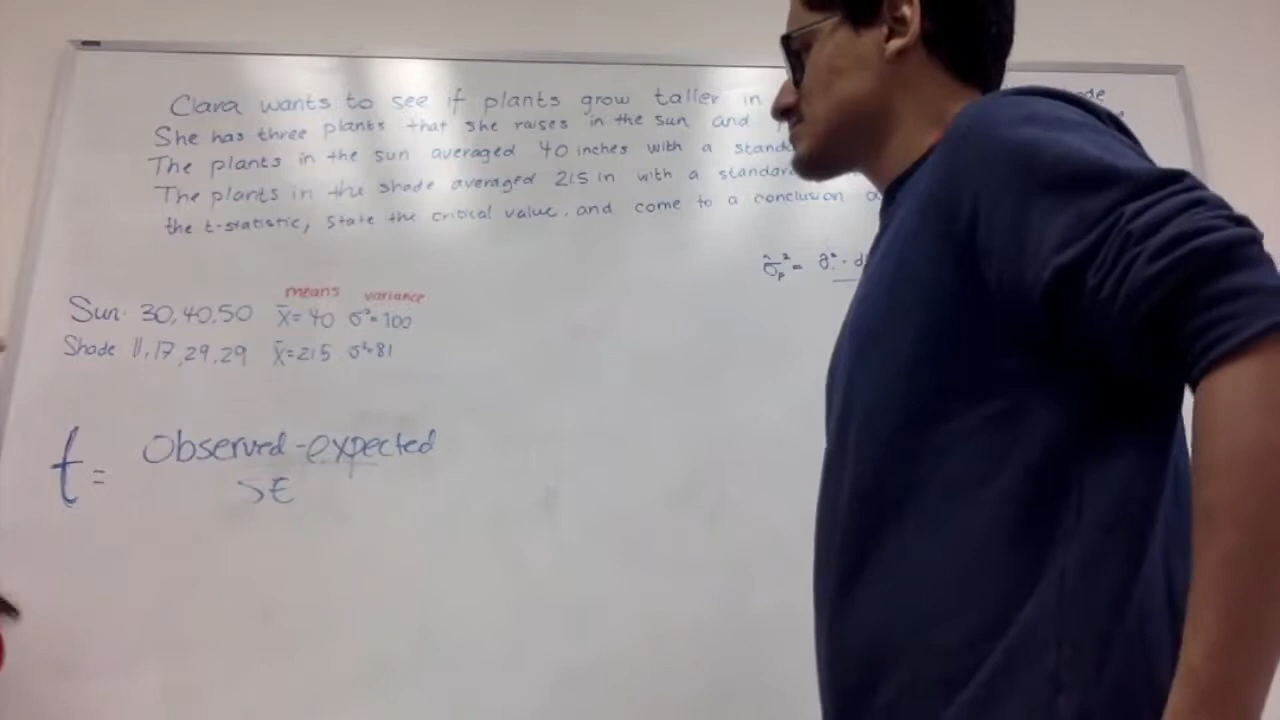 Clara wants to see if plants grow taller in
She has three plants that she raises in the sun and
The plants in the sun averaged 40 inches with a
The plants in the shade averaged 21.5 in with a
the t-statistic, state the critical value, and come to a conclusion
σ̂p² =
means variance
Sun: 30,40,50 x̄=40 σ²=100
Shade 11,17,29,29 x̄=21.5 σ²=81
t = Observed-expected
SE